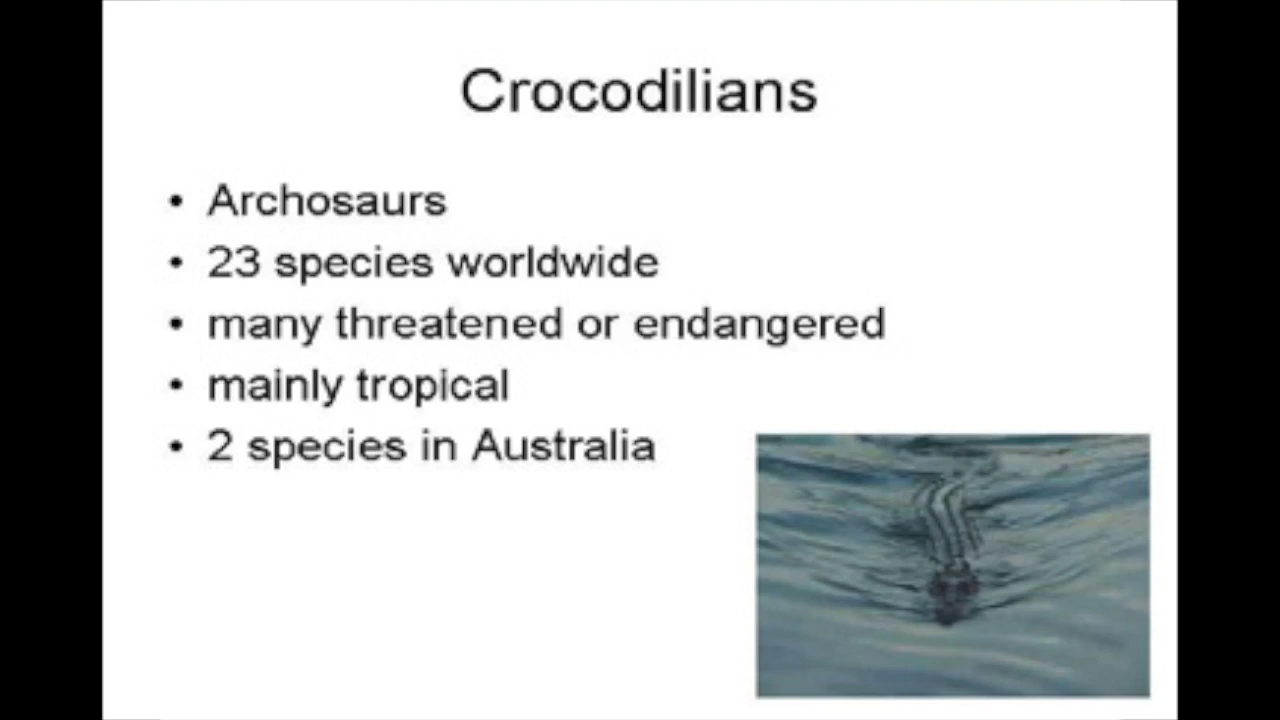 Crocodilians
• Archosaurs
• 23 species worldwide
• many threatened or endangered
• mainly tropical
• 2 species in Australia